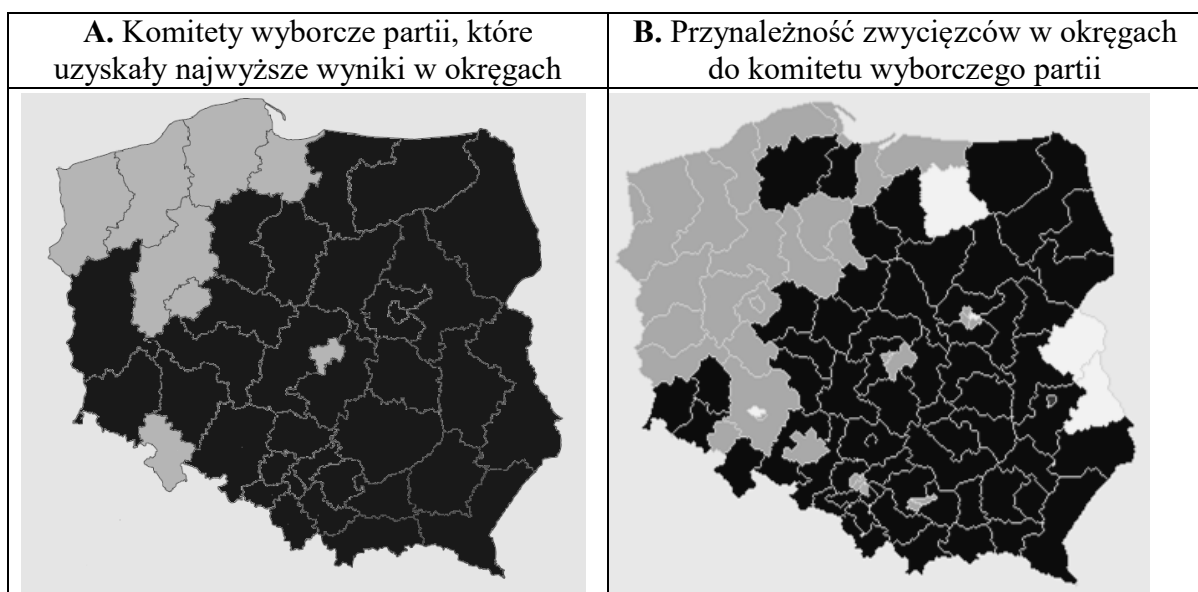 A. Komitety wyborcze partii, które
uzyskały najwyższe wyniki w okręgach
B. Przynależność zwycięzców w okręgach
do komitetu wyborczego partii